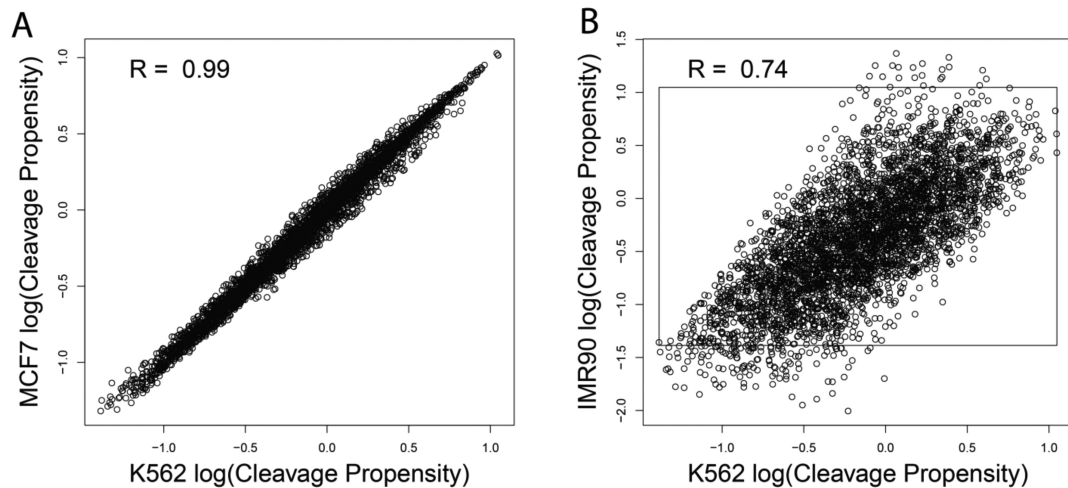 A
R = 0.99
MCF7 log(Cleavage Propensity)
1.0
0.5
0.0
−0.5
−1.0
−1.0 −0.5 0.0 0.5 1.0
K562 log(Cleavage Propensity)
B
R = 0.74
IMR90 log(Cleavage Propensity)
1.5
1.0
0.5
0.0
−0.5
−1.0
−1.5
−2.0
−1.0 −0.5 0.0 0.5 1.0
K562 log(Cleavage Propensity)